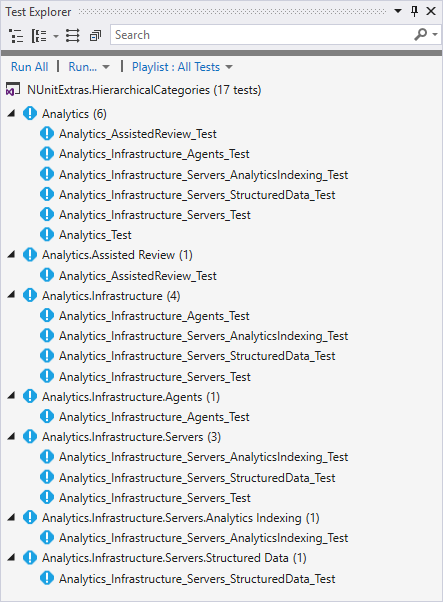 Test Explorer
Search
Run All | Run... | Playlist : All Tests
NUnitExtras.HierarchicalCategories (17 tests)
Analytics (6)
Analytics_AssistedReview_Test
Analytics_Infrastructure_Agents_Test
Analytics_Infrastructure_Servers_AnalyticsIndexing_Test
Analytics_Infrastructure_Servers_StructuredData_Test
Analytics_Infrastructure_Servers_Test
Analytics_Test
Analytics.Assisted Review (1)
Analytics_AssistedReview_Test
Analytics.Infrastructure (4)
Analytics_Infrastructure_Agents_Test
Analytics_Infrastructure_Servers_AnalyticsIndexing_Test
Analytics_Infrastructure_Servers_StructuredData_Test
Analytics_Infrastructure_Servers_Test
Analytics.Infrastructure.Agents (1)
Analytics_Infrastructure_Agents_Test
Analytics.Infrastructure.Servers (3)
Analytics_Infrastructure_Servers_AnalyticsIndexing_Test
Analytics_Infrastructure_Servers_StructuredData_Test
Analytics_Infrastructure_Servers_Test
Analytics.Infrastructure.Servers.Analytics Indexing (1)
Analytics_Infrastructure_Servers_AnalyticsIndexing_Test
Analytics.Infrastructure.Servers.Structured Data (1)
Analytics_Infrastructure_Servers_StructuredData_Test